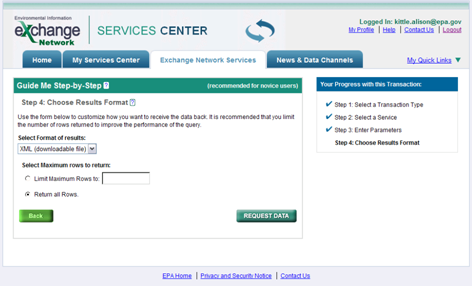 Environmental Information
eXchange
Network
SERVICES CENTER
Logged In: kittle.alison@epa.gov
My Profile | Help | Contact Us | Logout
Home
My Services Center
Exchange Network Services
News & Data Channels
My Quick Links
Guide Me Step-by-Step ?
(recommended for novice users)
Step 4: Choose Results Format ?
Use the form below to customize how you want to receive the data back. It is recommended that you
limit the number of rows returned to improve the performance of the query.
Select Format of results:
XML (downloadable file)
Select Maximum rows to return:
Limit Maximum Rows to:
Return all Rows.
Back
REQUEST DATA
Your Progress with this Transaction:
Step 1: Select a Transaction Type
Step 2: Select a Service
Step 3: Enter Parameters
Step 4: Choose Results Format
EPA Home | Privacy and Security Notice | Contact Us